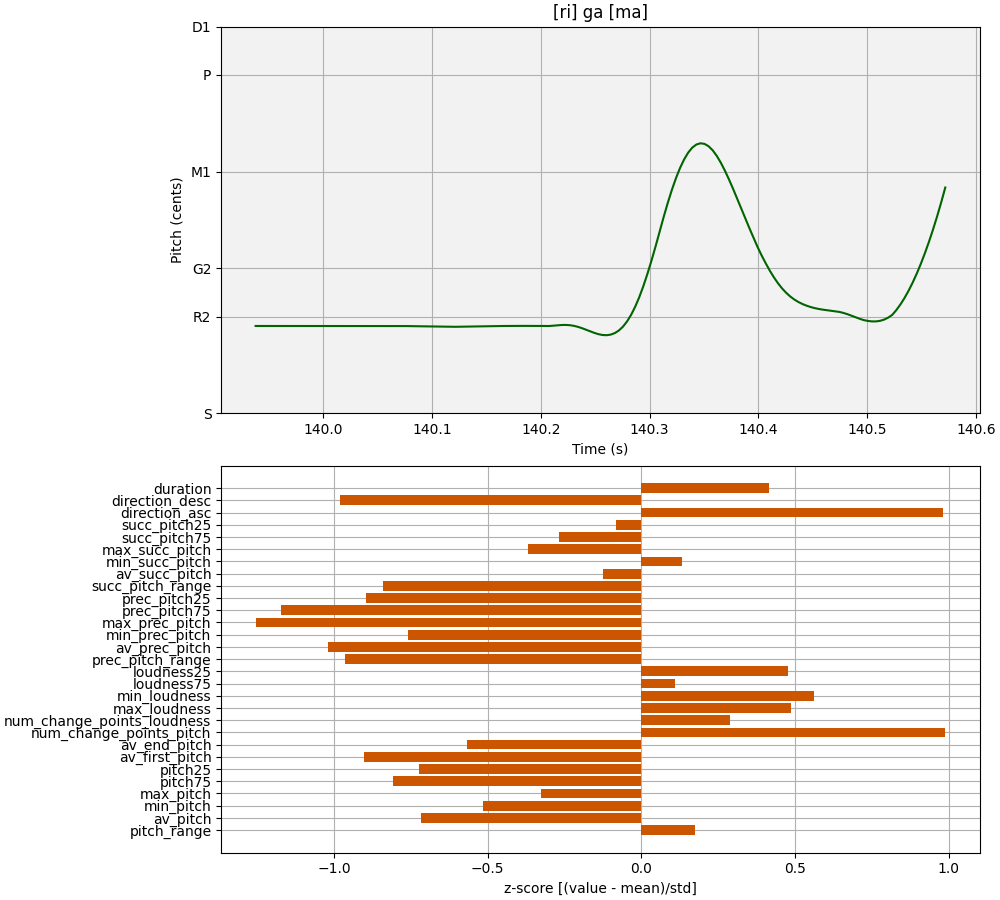 [ri] ga [ma]
D1
P
M1
G2
R2
S
Pitch (cents)
140.0 140.1 140.2 140.3 140.4 140.5 140.6
Time (s)
duration
direction_desc
direction_asc
succ_pitch25
succ_pitch75
max_succ_pitch
min_succ_pitch
av_succ_pitch
succ_pitch_range
prec_pitch25
prec_pitch75
max_prec_pitch
min_prec_pitch
av_prec_pitch
prec_pitch_range
loudness25
loudness75
min_loudness
max_loudness
num_change_points_loudness
num_change_points_pitch
av_end_pitch
av_first_pitch
pitch25
pitch75
max_pitch
min_pitch
av_pitch
pitch_range
−1.0 −0.5 0.0 0.5 1.0
z-score [(value - mean)/std]